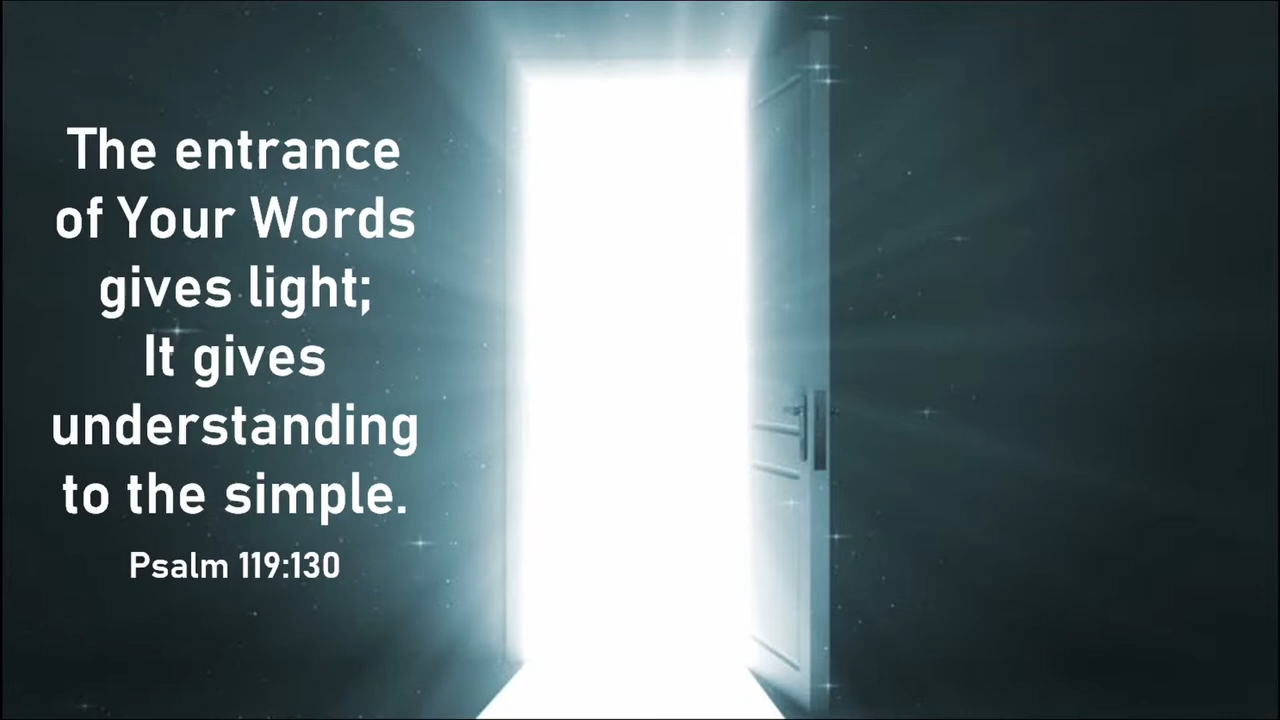 The entrance
of Your Words
gives light;
It gives
understanding
to the simple.
Psalm 119:130